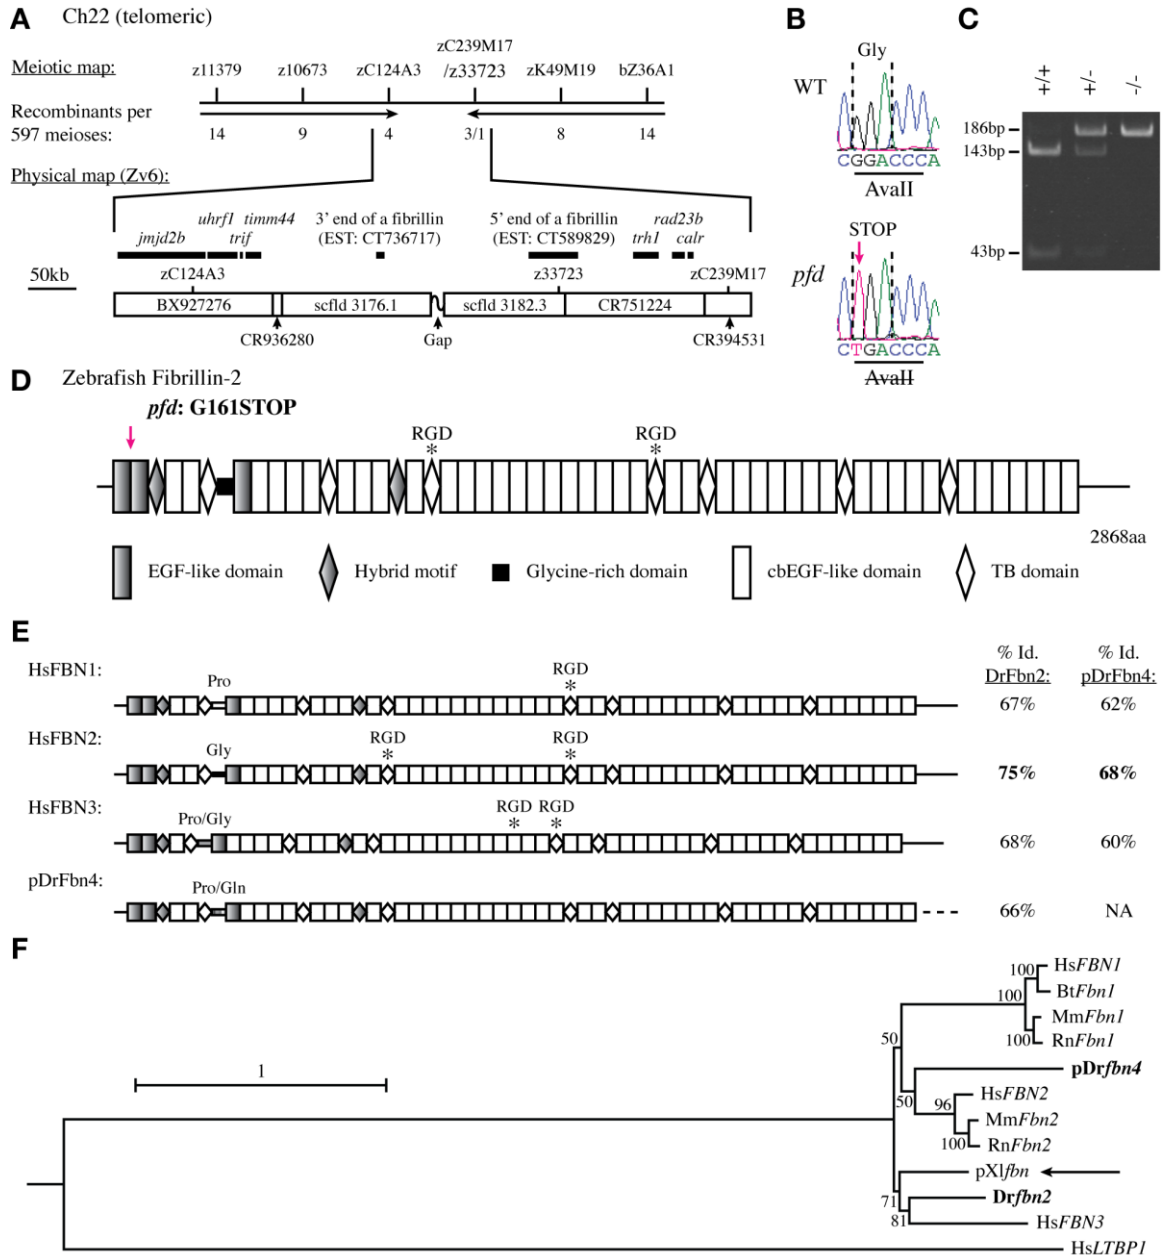 A Ch22 (telomeric)
Meiotic map: z11379 z10673 zC124A3 zC239M17 /z33723 zK49M19 bZ36A1
Recombinants per
597 meioses: 14 9 4 3/1 8 14
Physical map (Zv6):
uhrf1 timm44 3' end of a fibrillin 5' end of a fibrillin rad23b
jmjd2b trif (EST: CT736717) (EST: CT589829) trh1 calr
50kb zC124A3 z33723 zC239M17
BX927276 scfld 3176.1 scfld 3182.3 CR751224
CR936280 Gap CR394531
B
Gly
WT
CGGACCCA
AvaII
STOP
pfd
CTGACCCA
AvaII
C
+/+ +/- -/-
186bp
143bp
43bp
D Zebrafish Fibrillin-2
pfd: G161STOP
RGD RGD
* *
2868aa
EGF-like domain Hybrid motif Glycine-rich domain cbEGF-like domain TB domain
E
% Id. % Id.
DrFbn2: pDrFbn4:
HsFBN1:
Pro RGD
*
67% 62%
HsFBN2:
Gly RGD RGD
* *
75% 68%
HsFBN3:
Pro/Gly RGD RGD
* *
68% 60%
pDrFbn4:
Pro/Gln
66% NA
F
100 HsFBN1
100 BtFbn1
MmFbn1
100 RnFbn1
50
1
pDrfbn4
50
96 HsFBN2
MmFbn2
100 RnFbn2
pXlfbn
71 Drfbn2
81 HsFBN3
HsLTBP1